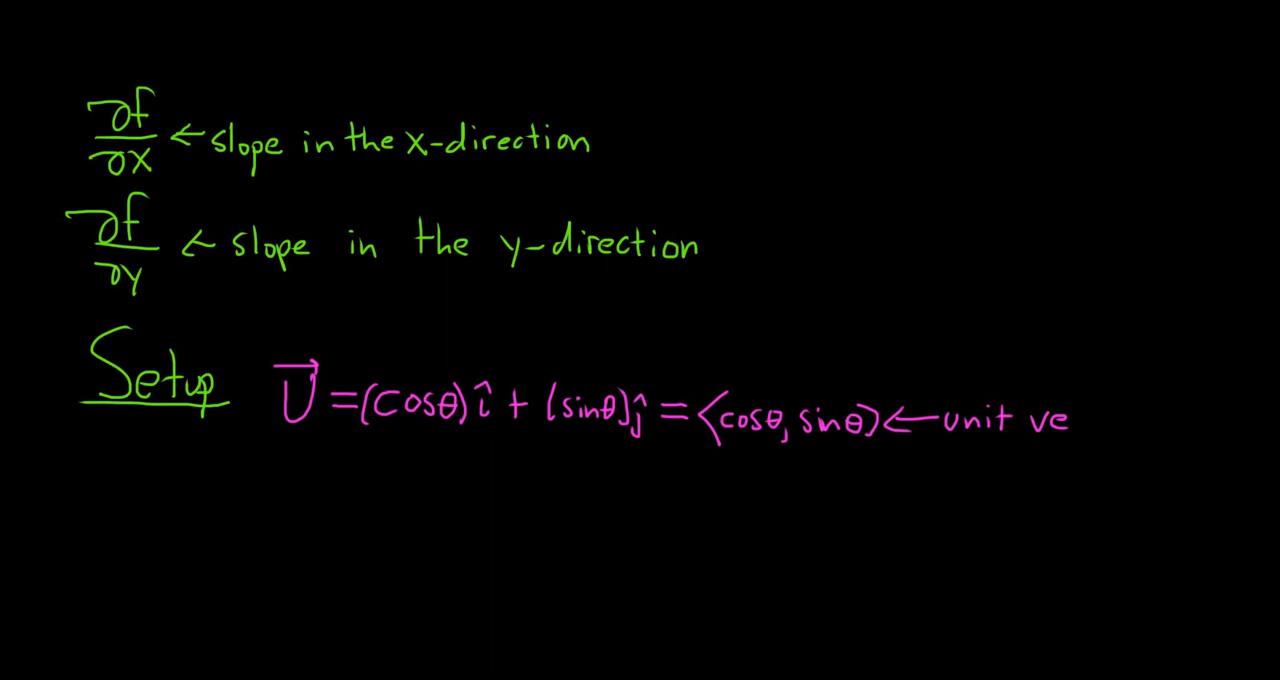 ∂f/∂x ← slope in the x-direction
∂f/∂y ← slope in the y-direction
Setup U⃗ = (cosθ) î + (sinθ) ĵ = ⟨cosθ, sinθ⟩ ← unit ve